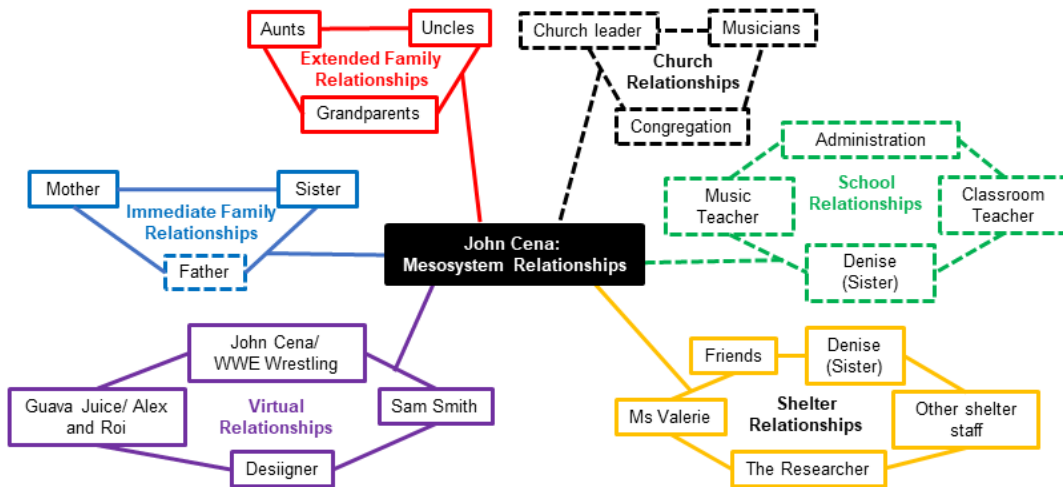 Aunts
Uncles
Extended Family
Relationships
Grandparents
Church leader
Musicians
Church
Relationships
Congregation
Administration
Music
Teacher
School
Relationships
Classroom
Teacher
Denise
(Sister)
Mother
Sister
Immediate Family
Relationships
Father
John Cena:
Mesosystem Relationships
John Cena/
WWE Wrestling
Guava Juice/ Alex
and Roi
Virtual
Relationships
Sam Smith
Desiigner
Friends
Denise
(Sister)
Ms Valerie
Shelter
Relationships
Other shelter
staff
The Researcher